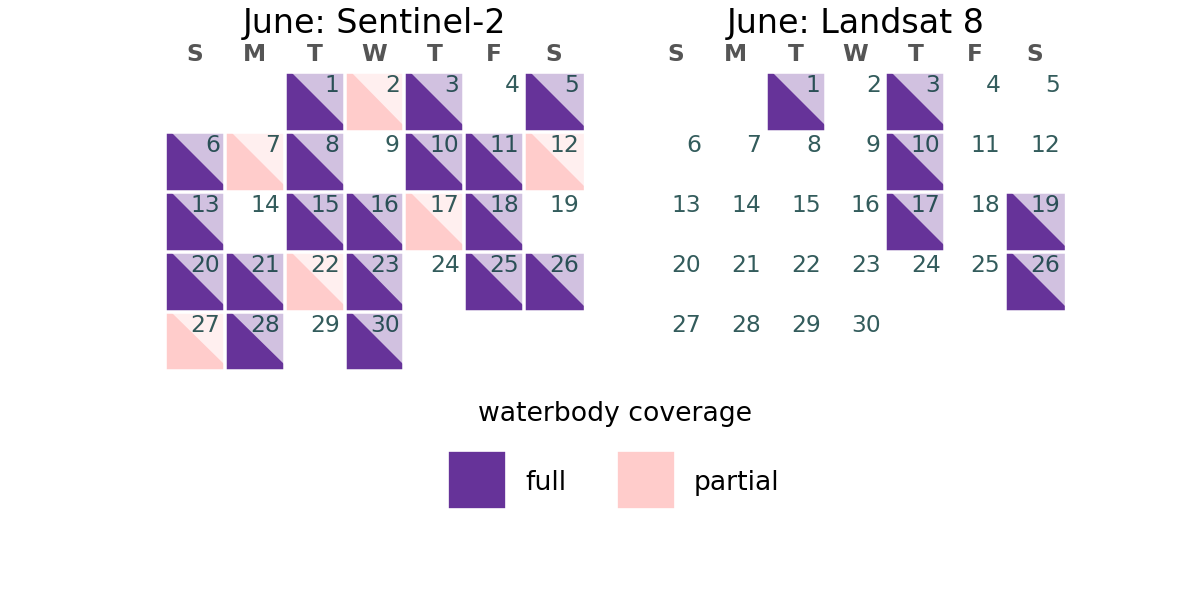 June: Sentinel-2
S M T W T F S
1 2 3 4 5
6 7 8 9 10 11 12
13 14 15 16 17 18 19
20 21 22 23 24 25 26
27 28 29 30
June: Landsat 8
S M T W T F S
1 2 3 4 5
6 7 8 9 10 11 12
13 14 15 16 17 18 19
20 21 22 23 24 25 26
27 28 29 30
waterbody coverage
full partial